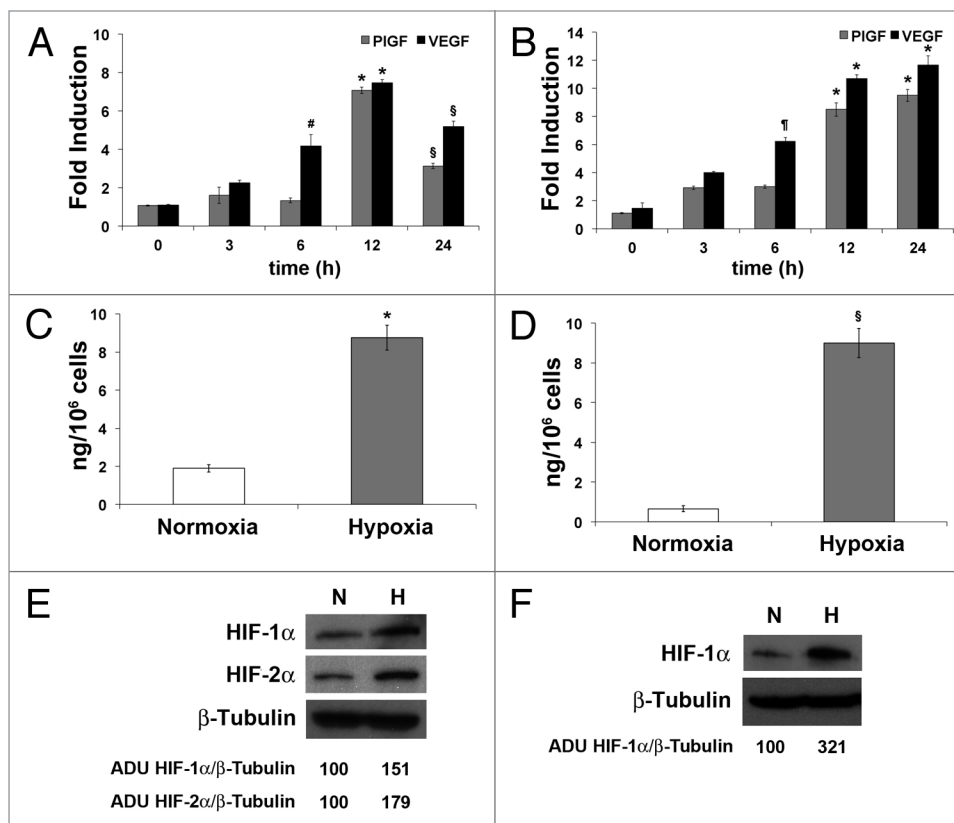 A
PlGF VEGF
Fold Induction
10
8
6
4
2
0
#
* *
§ §
0 3 6 12 24
time (h)
B
PlGF VEGF
Fold Induction
14
12
10
8
6
4
2
0
¶
* *
* *
0 3 6 12 24
time (h)
C
ng/10⁶ cells
10
8
6
4
2
0
*
Normoxia Hypoxia
D
ng/10⁶ cells
10
8
6
4
2
0
§
Normoxia Hypoxia
E
N H
HIF-1α
HIF-2α
β-Tubulin
ADU HIF-1α/β-Tubulin 100 151
ADU HIF-2α/β-Tubulin 100 179
F
N H
HIF-1α
β-Tubulin
ADU HIF-1α/β-Tubulin 100 321